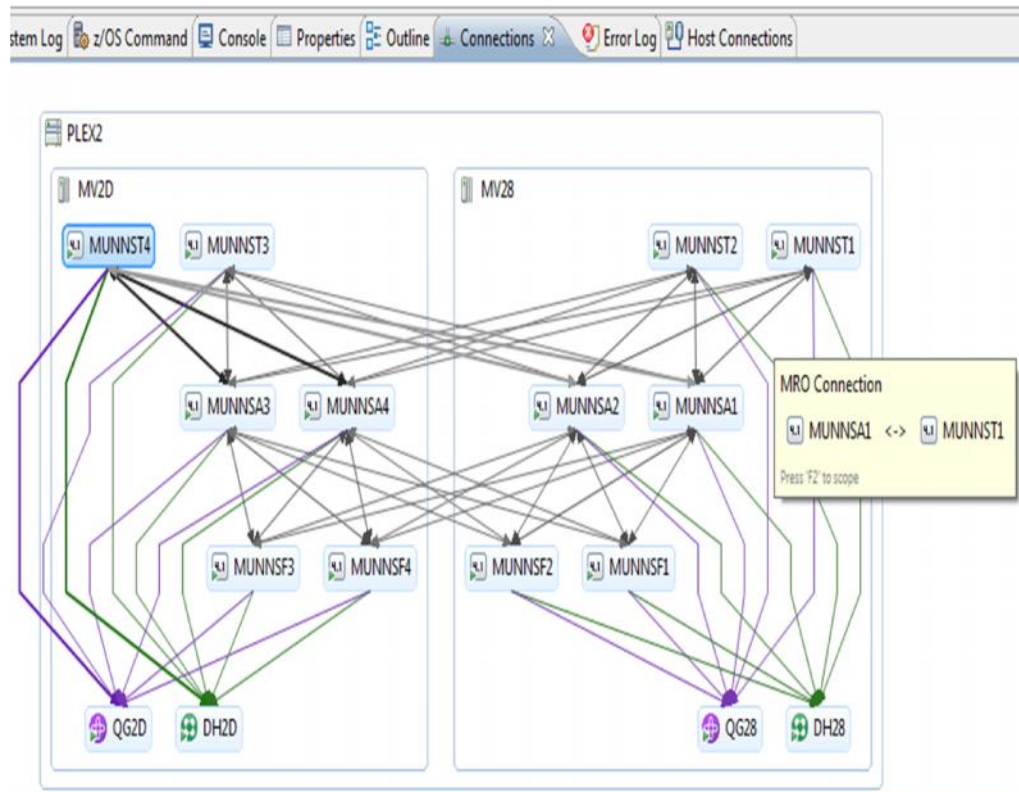 stem Log z/OS Command Console Properties Outline Connections Error Log Host Connections
PLEX2
MV2D MV28
MUNNST4 MUNNST3 MUNNST2 MUNNST1
MRO Connection
MUNNSA1 <-> MUNNST1
Press 'F2' to scope
MUNNSA3 MUNNSA4 MUNNSA2 MUNNSA1
MUNNSF3 MUNNSF4 MUNNSF2 MUNNSF1
QG2D DH2D QG28 DH28